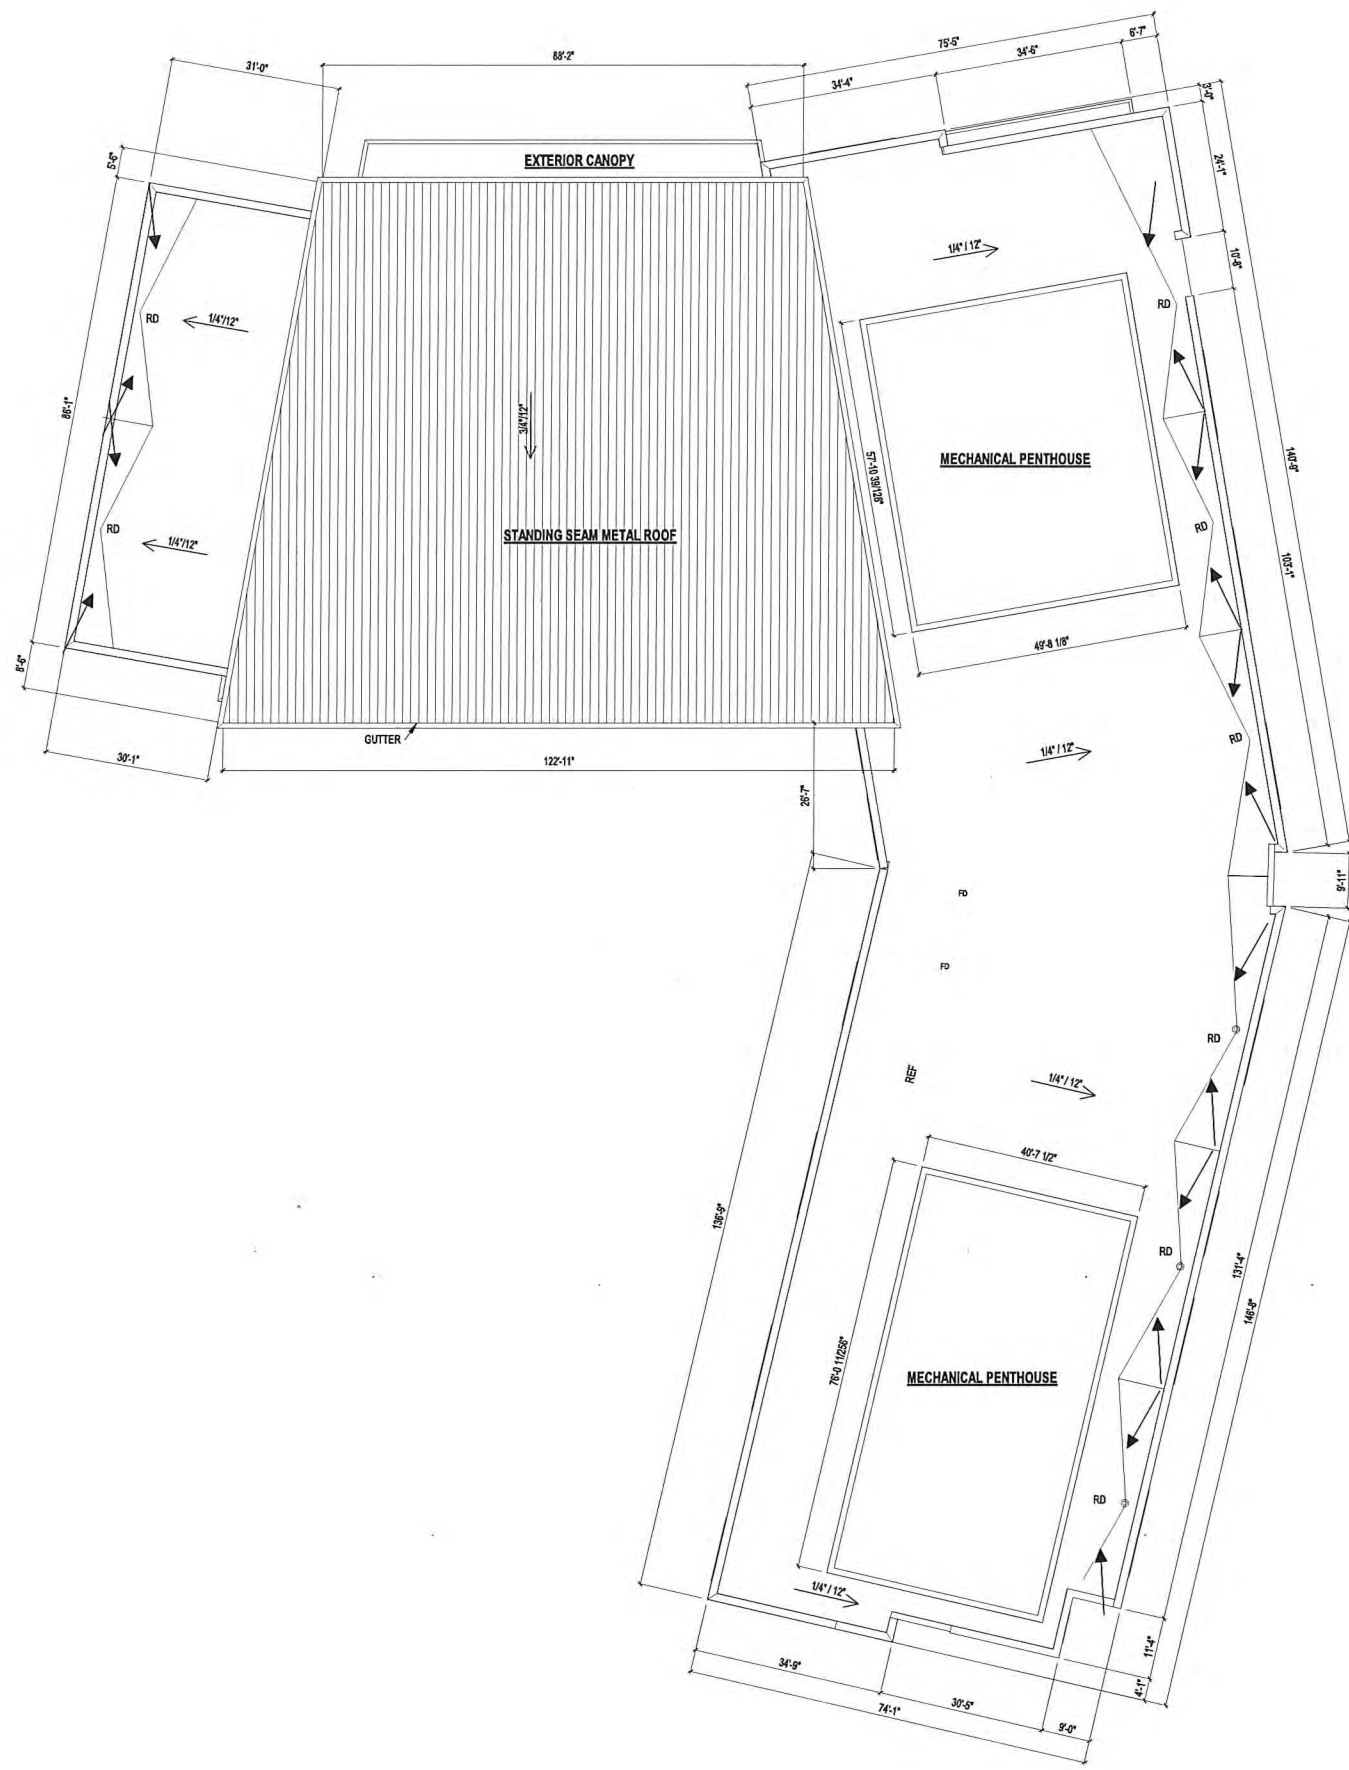 75'-5"
6'-7"
34'-6"
34'-4"
88'-2"
31'-0"
3'-0"
5'-6"
EXTERIOR CANOPY
24'-1"
1/4" / 12"
10'-8"
RD
RD
1/4"/12"
86'-1"
3/4"/12"
57'-10 39/128"
MECHANICAL PENTHOUSE
140'-9"
RD
RD
STANDING SEAM METAL ROOF
1/4"/12"
103'-1"
49'-8 1/8"
8'-6"
GUTTER
RD
1/4" / 12"
30'-1"
122'-11"
26'-7"
9'-11"
FD
FD
RD
REF
1/4" / 12"
40'-7 1/2"
136'-9"
RD
131'-4"
146'-8"
76'-0 11/256"
MECHANICAL PENTHOUSE
RD
1/4" / 12"
11'-4"
34'-9"
4'-1"
30'-5"
74'-1"
9'-0"